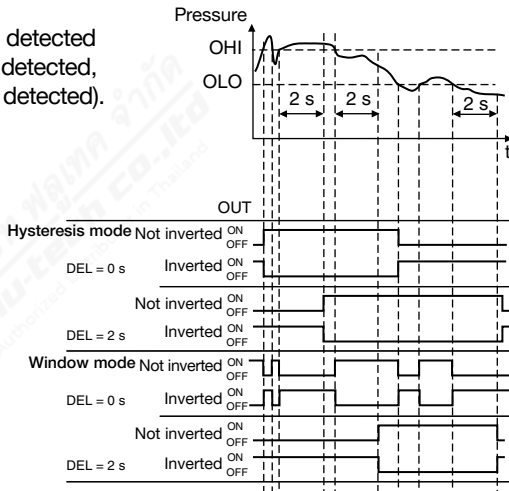 Pressure
detected
OHI
detected,
OLO
detected).
2 s
2 s
2 s
t
OUT
Hysteresis mode Not inverted ON OFF
DEL = 0 s Inverted ON OFF
Not inverted ON OFF
DEL = 2 s Inverted ON OFF
Window mode Not inverted ON OFF
DEL = 0 s Inverted ON OFF
Not inverted ON OFF
DEL = 2 s Inverted ON OFF